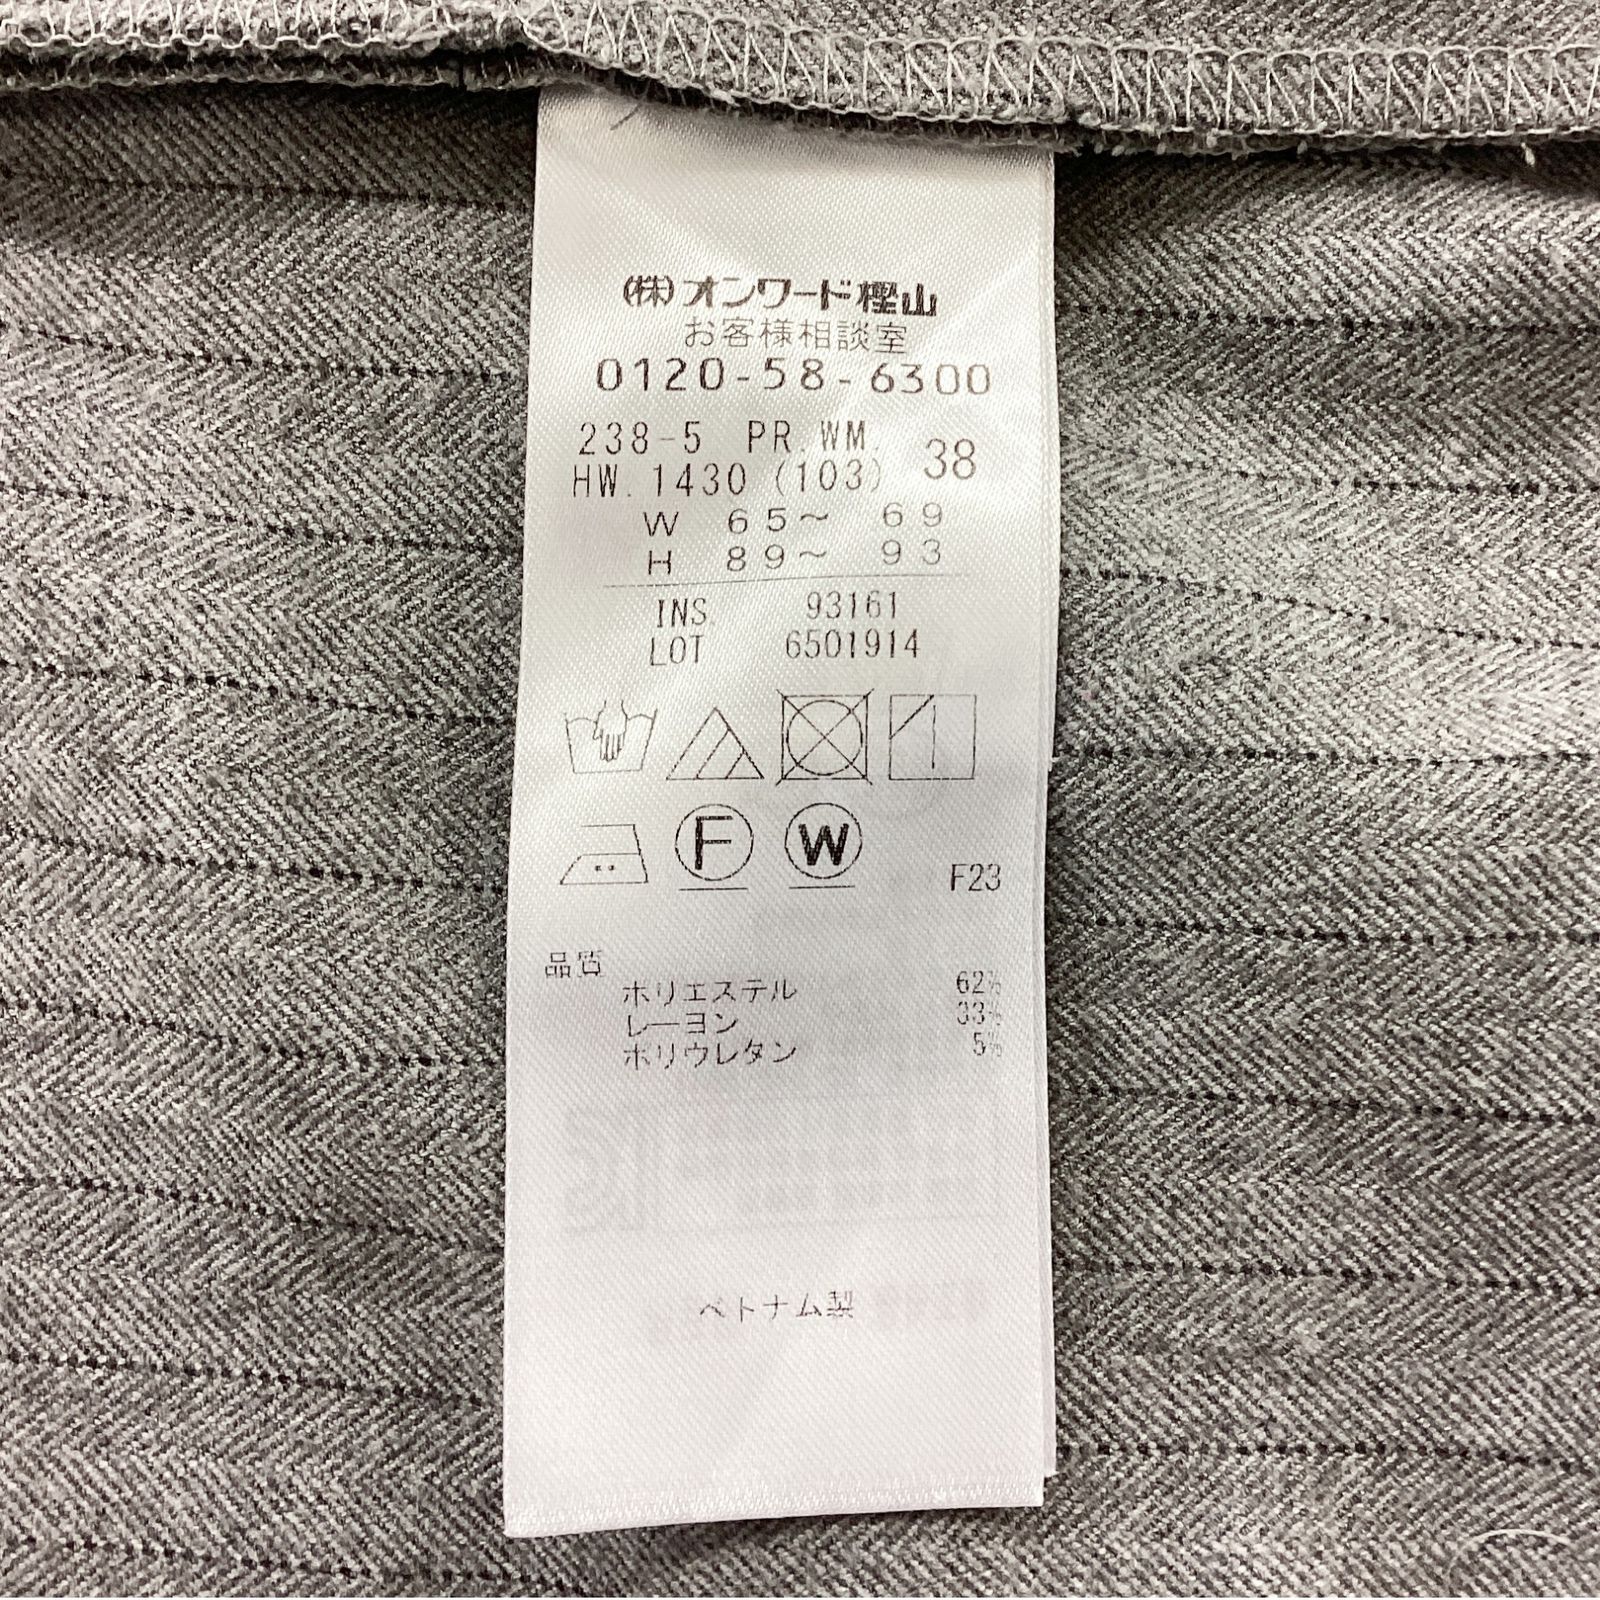 (株)オンワード樫山
お客様相談室
0120-58-6300
238-5 PR.WM. 38
HW.1430(103)
W 65~ 69
H 89~ 93
INS. 93161
LOT 6501914
F W
F23
品質
ポリエステル 62%
レーヨン 33%
ポリウレタン 5%
ベトナム製